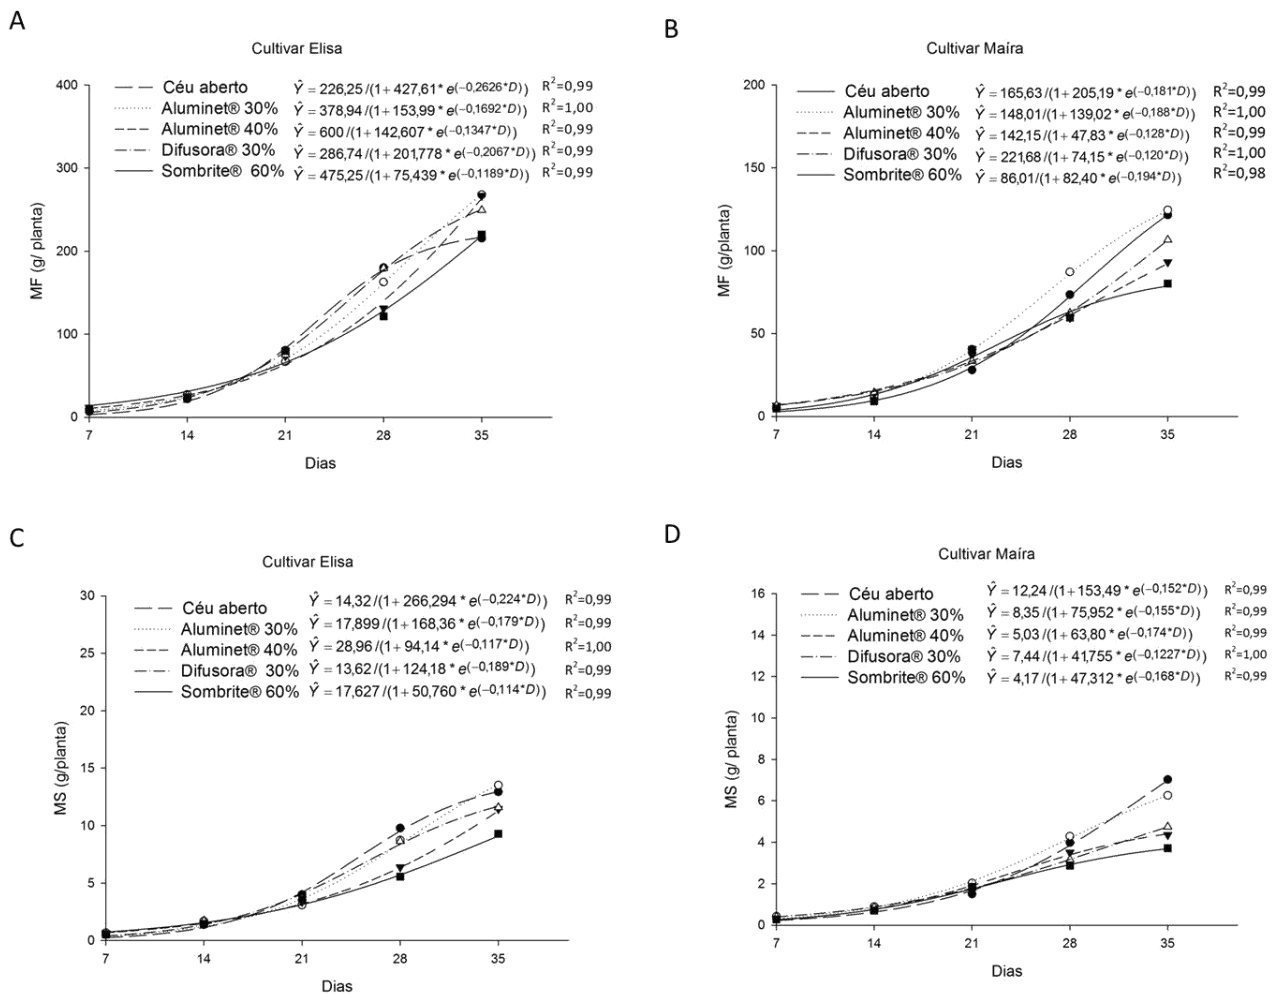 A
Cultivar Elisa
Céu aberto Ŷ = 226,25/(1+427,61*e(−0,2626*D)) R²=0,99
Aluminet® 30% Ŷ = 378,94/(1+153,99*e(−0,1692*D)) R²=1,00
Aluminet® 40% Ŷ = 600/(1+142,607*e(−0,1347*D)) R²=0,99
Difusora® 30% Ŷ = 286,74/(1+201,778*e(−0,2067*D)) R²=0,99
Sombrite® 60% Ŷ = 475,25/(1+75,439*e(−0,1189*D)) R²=0,99
MF (g/ planta)
400
300
200
100
0
7 14 21 28 35
Dias
B
Cultivar Maíra
Céu aberto Ŷ = 165,63/(1+205,19*e(−0,181*D)) R²=0,99
Aluminet® 30% Ŷ = 148,01/(1+139,02*e(−0,188*D)) R²=1,00
Aluminet® 40% Ŷ = 142,15/(1+47,83*e(−0,128*D)) R²=0,99
Difusora® 30% Ŷ = 221,68/(1+74,15*e(−0,120*D)) R²=1,00
Sombrite® 60% Ŷ = 86,01/(1+82,40*e(−0,194*D)) R²=0,98
MF (g/ planta)
200
150
100
50
0
7 14 21 28 35
Dias
C
Cultivar Elisa
Céu aberto Ŷ = 14,32/(1+266,294*e(−0,224*D)) R²=0,99
Aluminet® 30% Ŷ = 17,899/(1+168,36*e(−0,179*D)) R²=0,99
Aluminet® 40% Ŷ = 28,96/(1+94,14*e(−0,117*D)) R²=1,00
Difusora® 30% Ŷ = 13,62/(1+124,18*e(−0,189*D)) R²=0,99
Sombrite® 60% Ŷ = 17,627/(1+50,760*e(−0,114*D)) R²=0,99
MS (g/planta)
30
25
20
15
10
5
0
7 14 21 28 35
Dias
D
Cultivar Maíra
Céu aberto Ŷ = 12,24/(1+153,49*e(−0,152*D)) R²=0,99
Aluminet® 30% Ŷ = 8,35/(1+75,952*e(−0,155*D)) R²=0,99
Aluminet® 40% Ŷ = 5,03/(1+63,80*e(−0,174*D)) R²=0,99
Difusora® 30% Ŷ = 7,44/(1+41,755*e(−0,1227*D)) R²=1,00
Sombrite® 60% Ŷ = 4,17/(1+47,312*e(−0,168*D)) R²=0,99
MS (g/ planta)
16
14
12
10
8
6
4
2
0
7 14 21 28 35
Dias